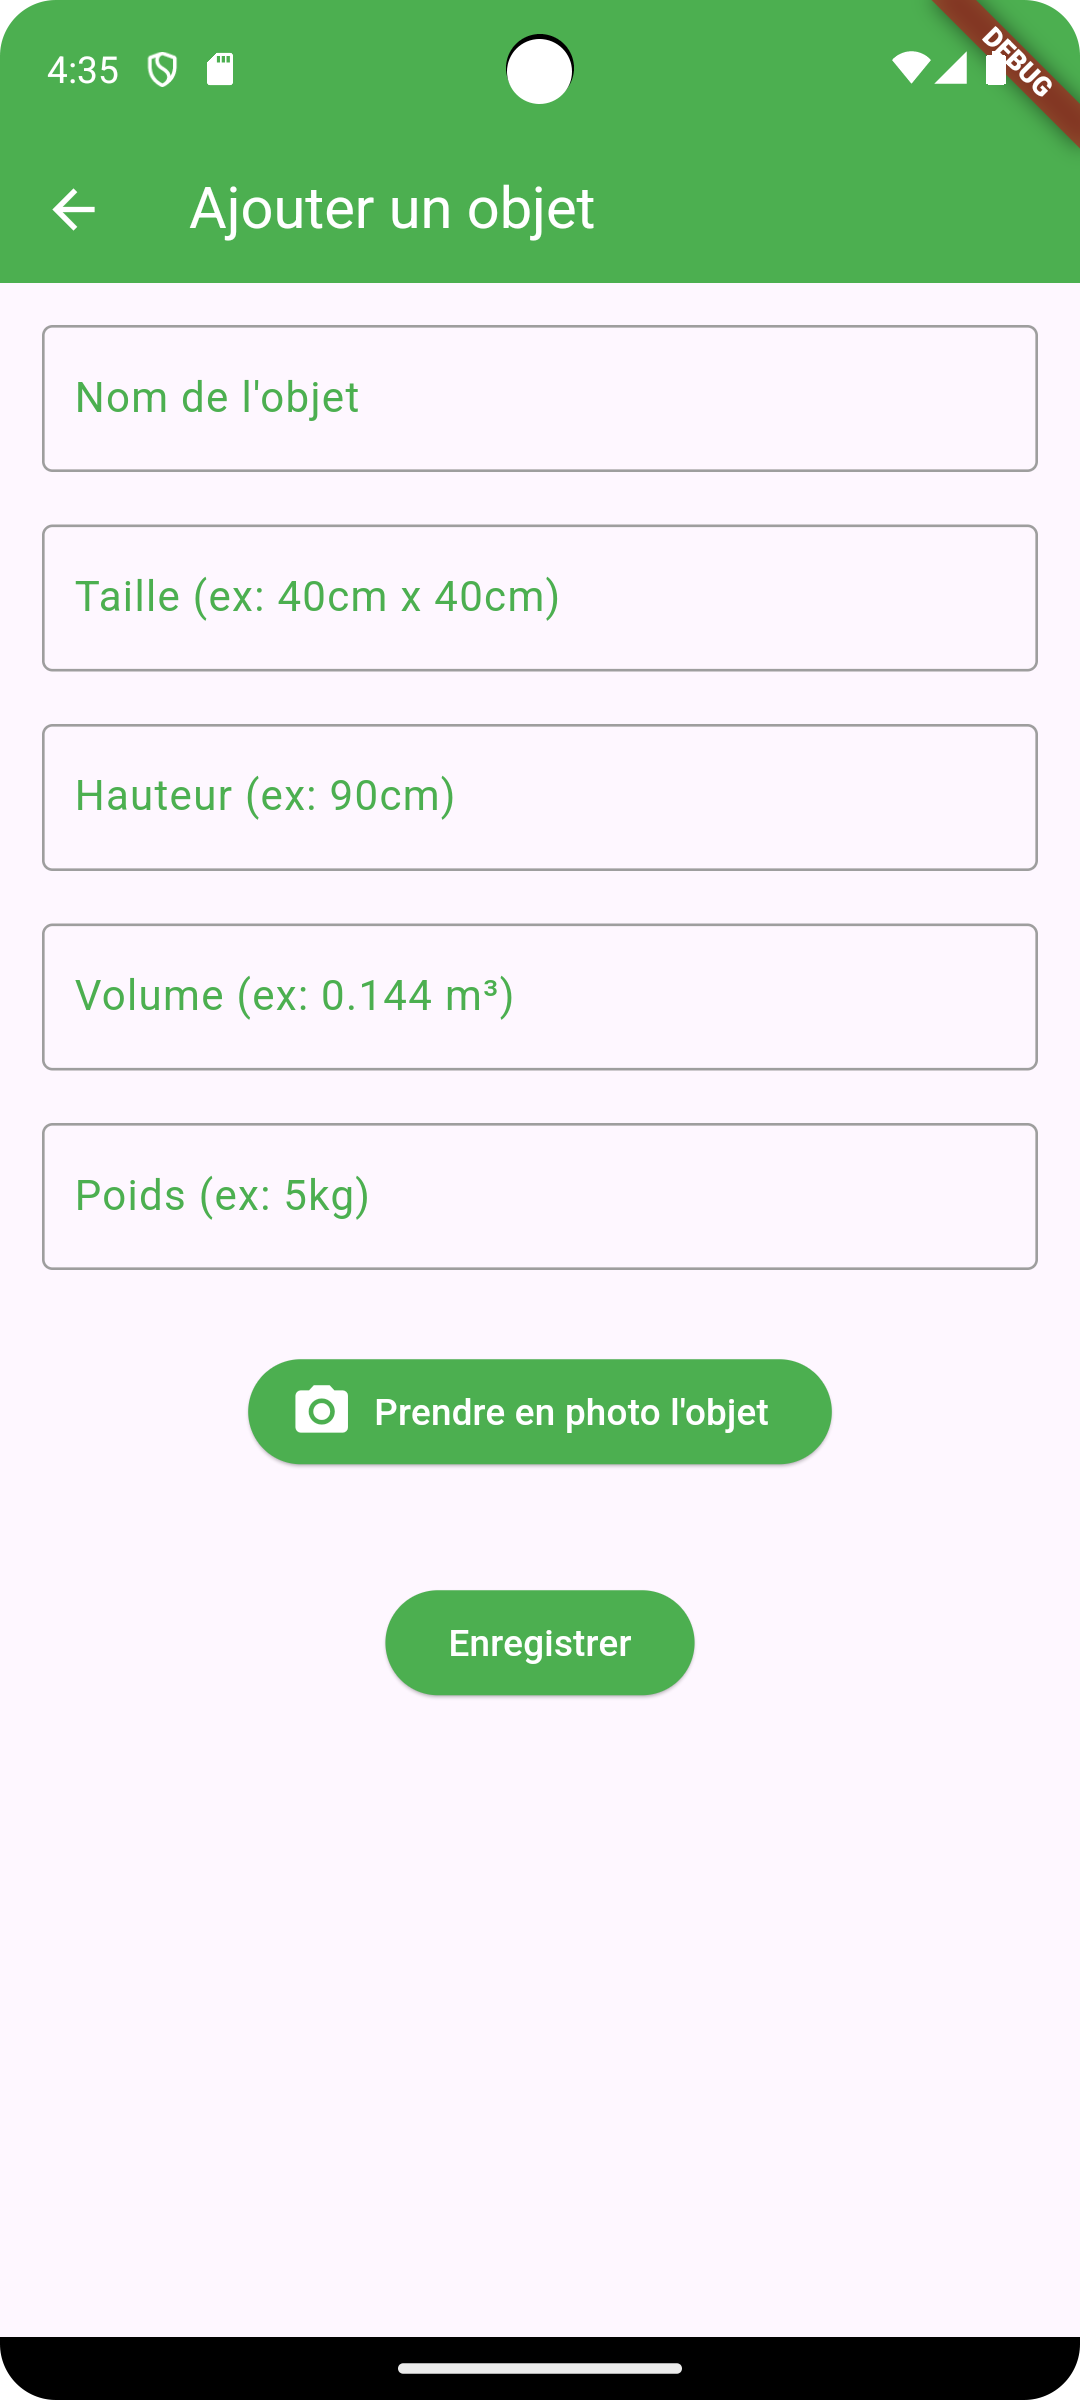 4:35
DEBUG
Ajouter un objet
Nom de l'objet
Taille (ex: 40cm x 40cm)
Hauteur (ex: 90cm)
Volume (ex: 0.144 m³)
Poids (ex: 5kg)
Prendre en photo l'objet
Enregistrer